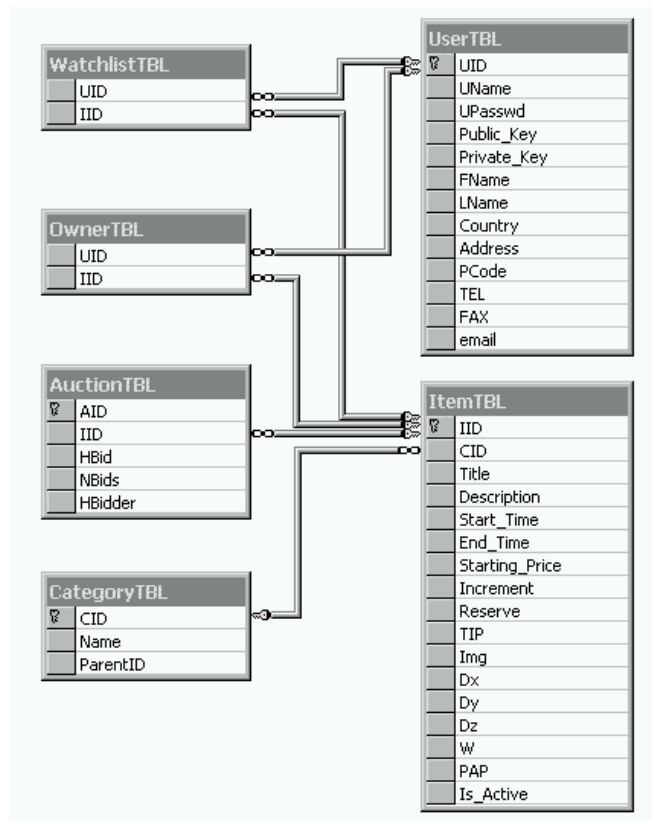 WatchlistTBL
UID
IID
OwnerTBL
UID
IID
AuctionTBL
AID
IID
HBid
NBids
HBidder
CategoryTBL
CID
Name
ParentID
UserTBL
UID
UName
UPasswd
Public_Key
Private_Key
FName
LName
Country
Address
PCode
TEL
FAX
email
ItemTBL
IID
CID
Title
Description
Start_Time
End_Time
Starting_Price
Increment
Reserve
TIP
Img
Dx
Dy
Dz
W
PAP
Is_Active